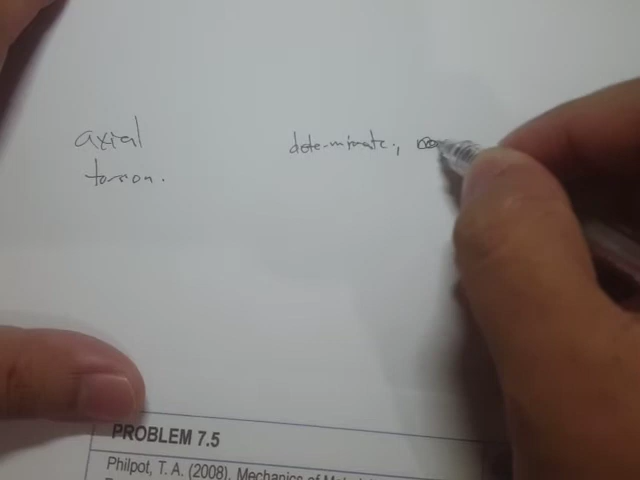 axial
determinate,
torsion.
PROBLEM 7.5
Philpot, T. A. (2008), Mechanics of